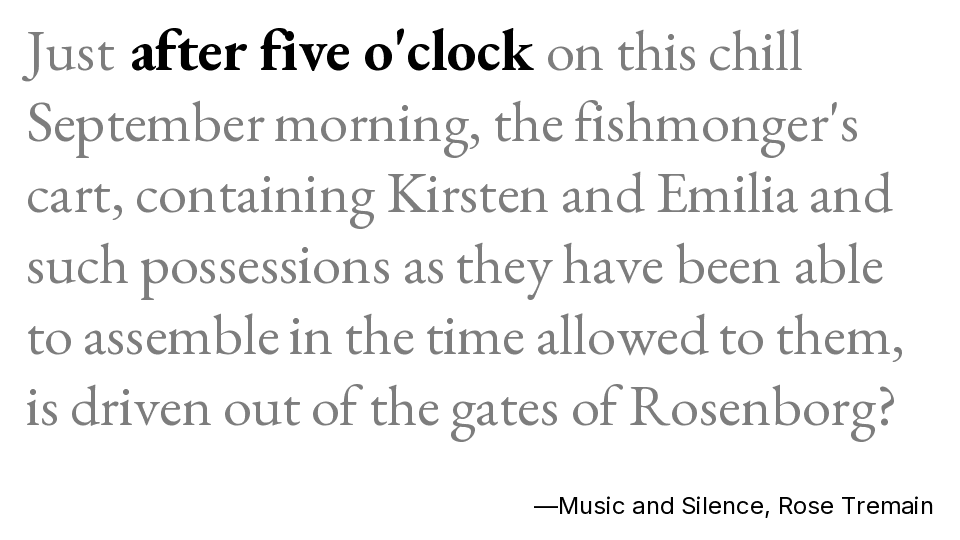 Just after five o'clock on this chill
September morning, the fishmonger's
cart, containing Kirsten and Emilia and
such possessions as they have been able
to assemble in the time allowed to them,
is driven out of the gates of Rosenborg?
—Music and Silence, Rose Tremain